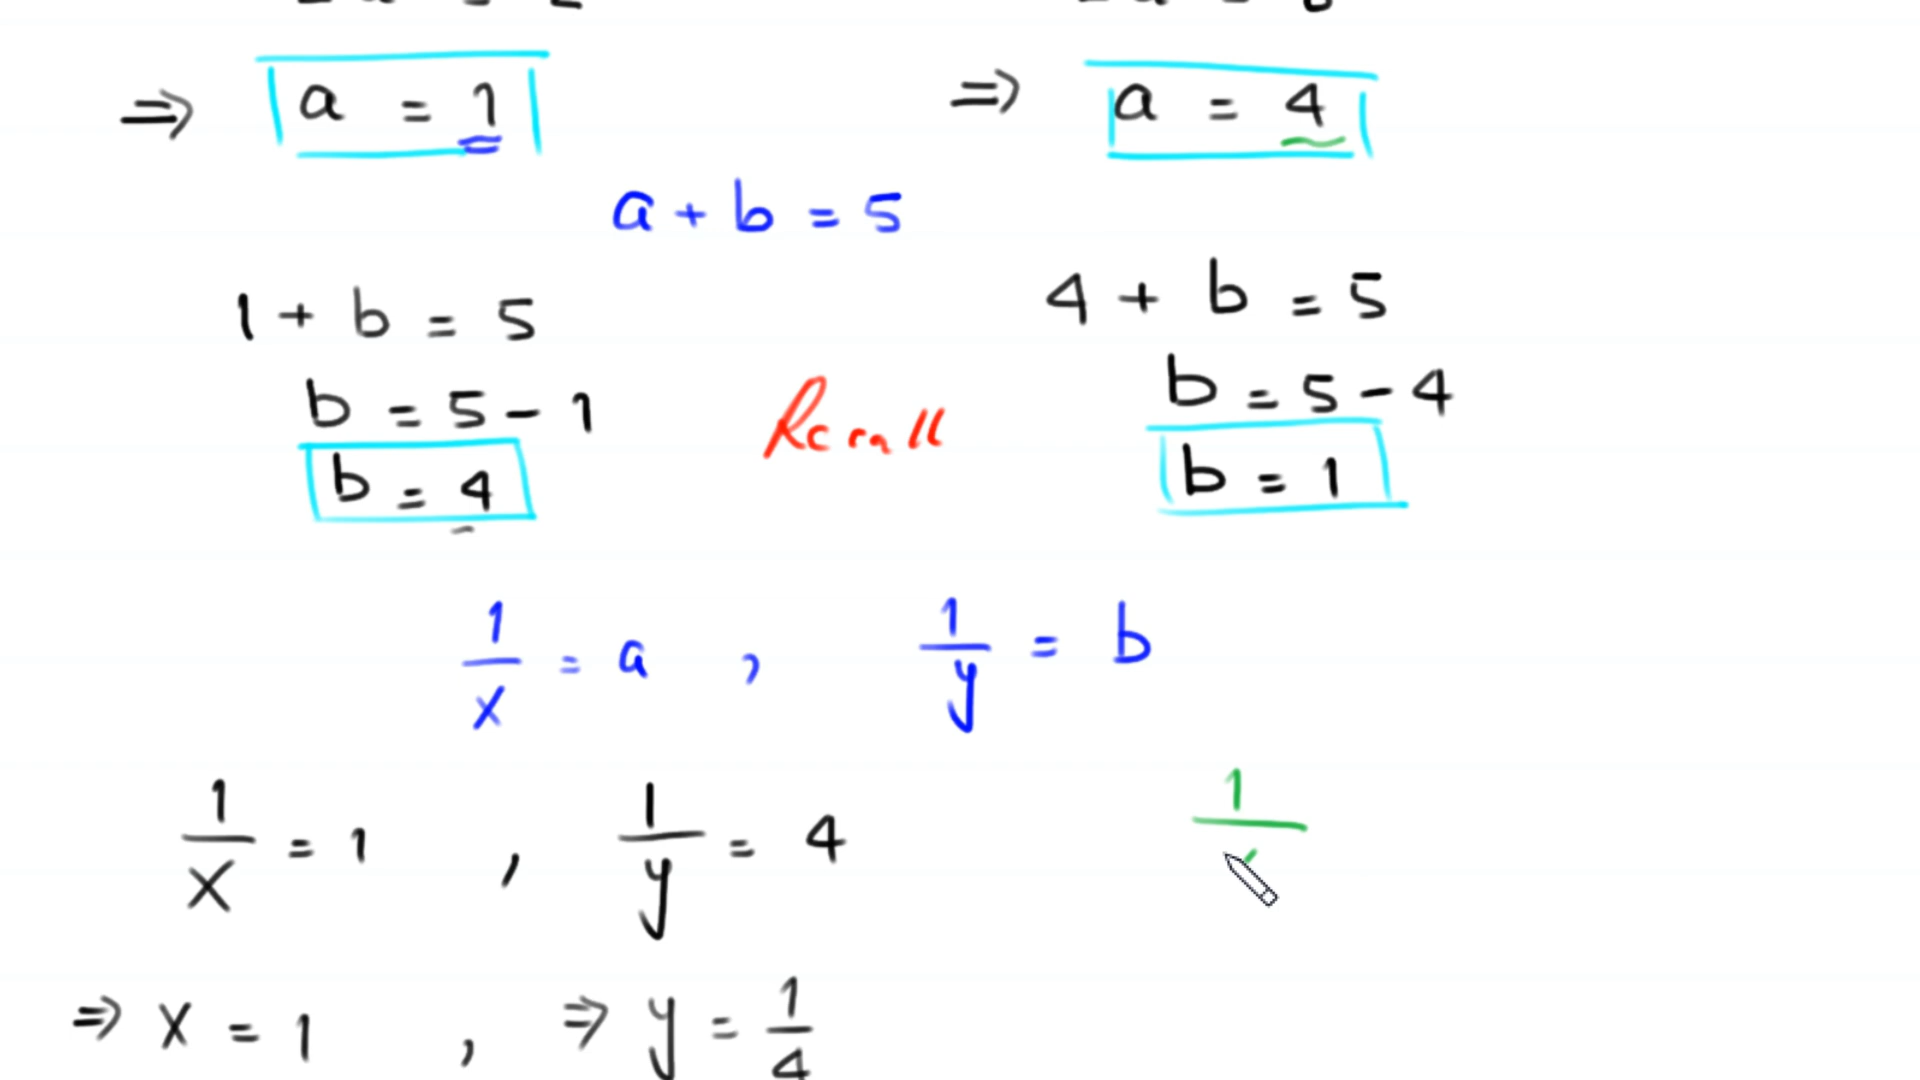 ⇒ a = 1 ⇒ a = 4
a + b = 5
1 + b = 5 4 + b = 5
b = 5 - 1 Recall b = 5 - 4
b = 4 b = 1
1/x = a , 1/y = b
1/x = 1 , 1/y = 4 1/
⇒ x = 1 , ⇒ y = 1/4